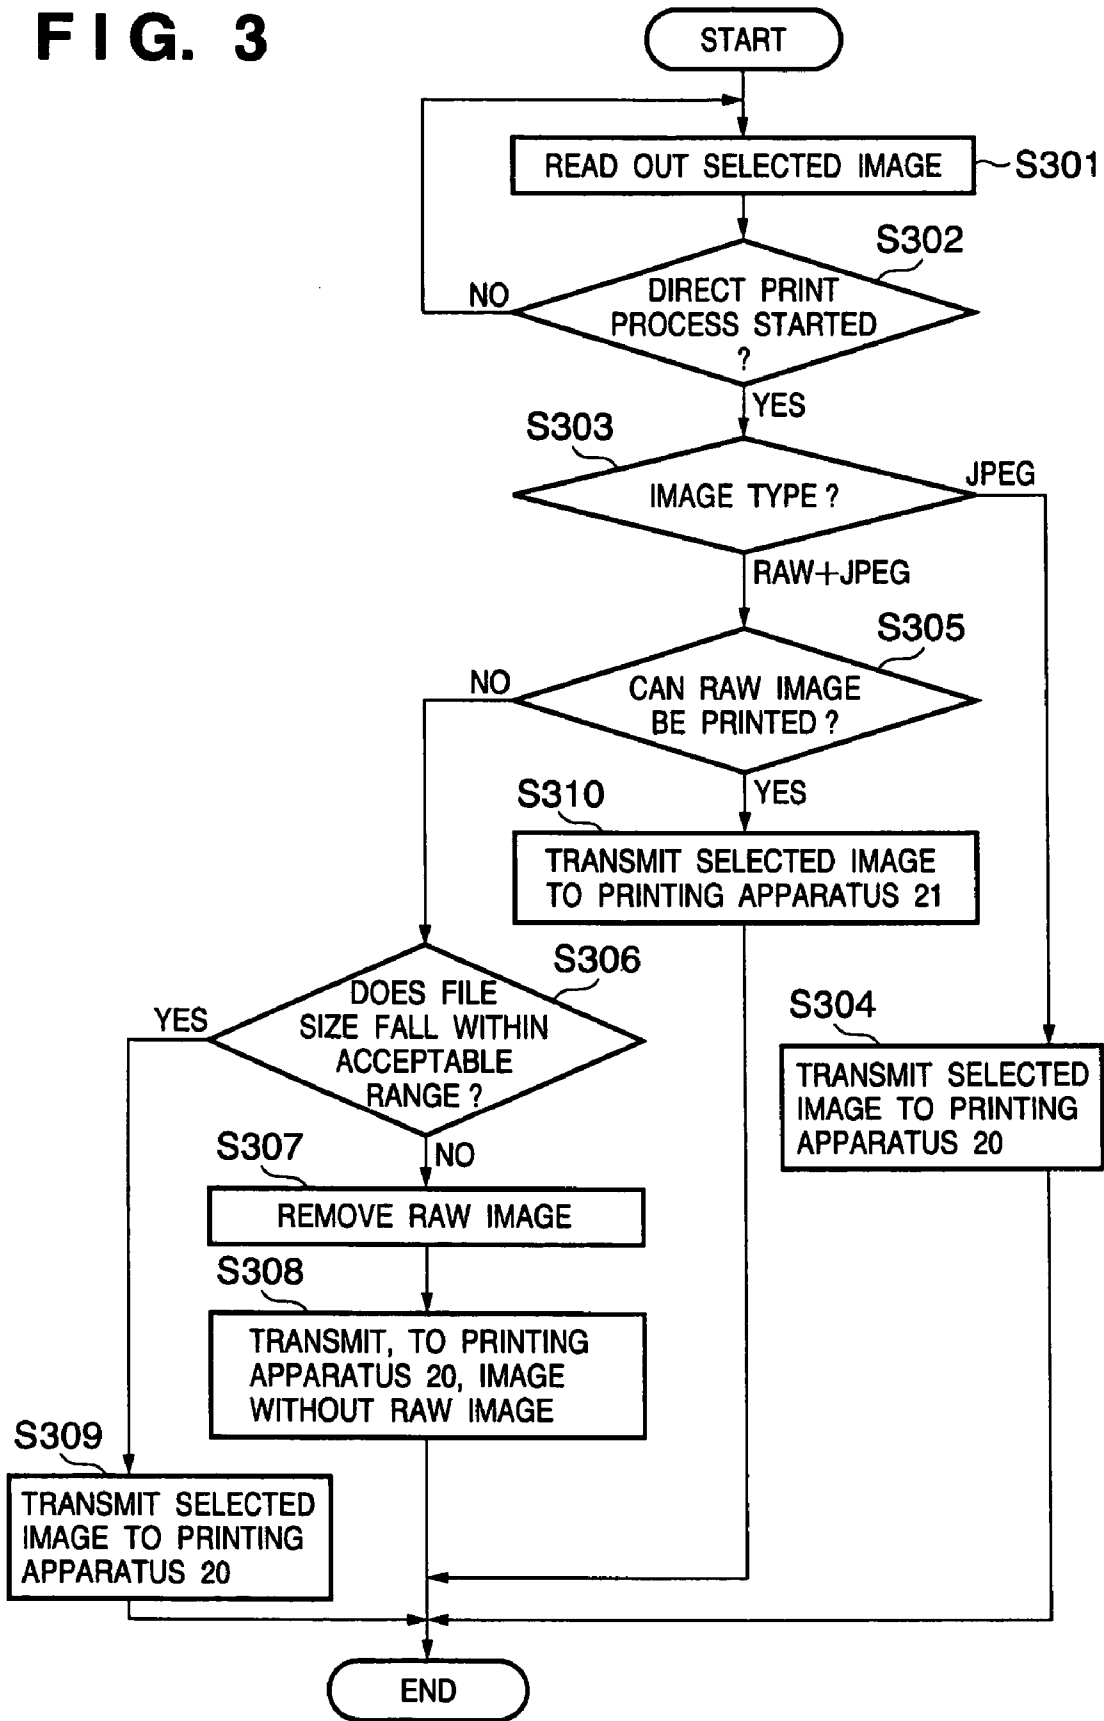 FIG. 3
START
READ OUT SELECTED IMAGE
S301
S302
DIRECT PRINT
PROCESS STARTED
?
NO
YES
S303
IMAGE TYPE?
JPEG
RAW+JPEG
S305
CAN RAW IMAGE
BE PRINTED?
NO
YES
S310
TRANSMIT SELECTED IMAGE
TO PRINTING APPARATUS 21
S306
DOES FILE
SIZE FALL WITHIN
ACCEPTABLE
RANGE?
YES
NO
S304
TRANSMIT SELECTED
IMAGE TO PRINTING
APPARATUS 20
S307
REMOVE RAW IMAGE
S308
TRANSMIT, TO PRINTING
APPARATUS 20, IMAGE
WITHOUT RAW IMAGE
S309
TRANSMIT SELECTED
IMAGE TO PRINTING
APPARATUS 20
END